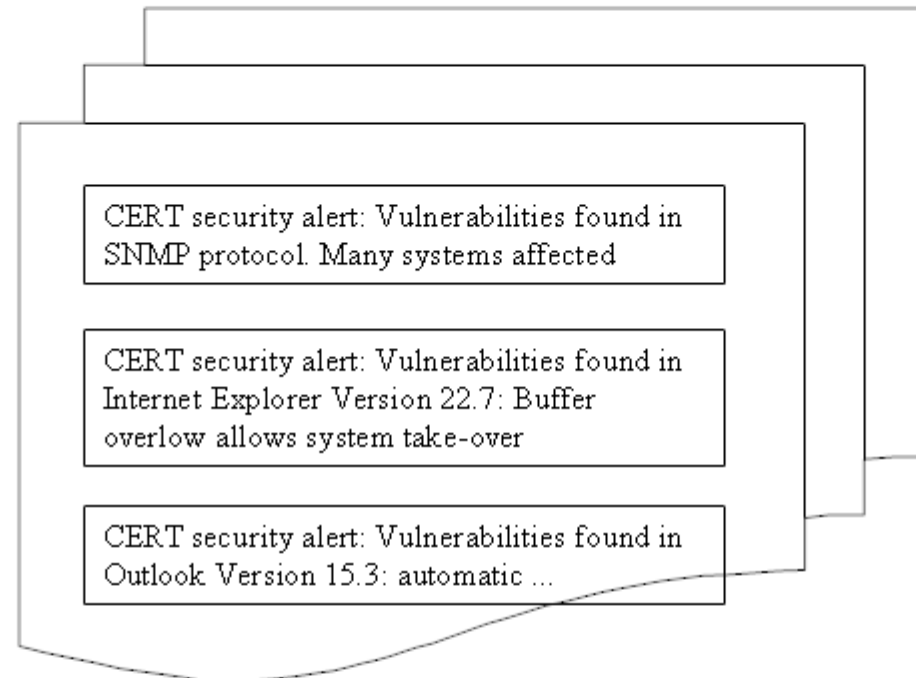 CERT security alert: Vulnerabilities found in
SNMP protocol. Many systems affected
CERT security alert: Vulnerabilities found in
Internet Explorer Version 22.7: Buffer
overlow allows system take-over
CERT security alert: Vulnerabilities found in
Outlook Version 15.3: automatic ...